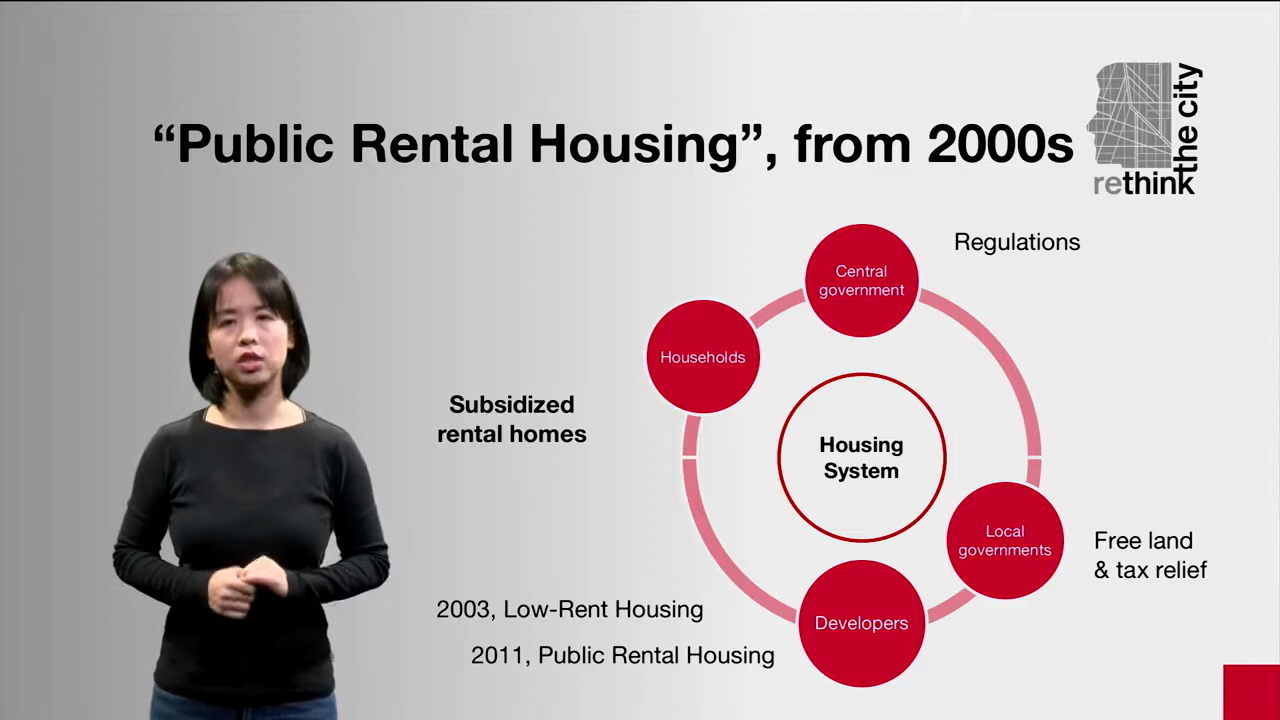 “Public Rental Housing”, from 2000s
rethink
the city
Regulations
Central
government
Households
Subsidized
rental homes
Housing
System
Local
governments
Free land
& tax relief
Developers
2003, Low-Rent Housing
2011, Public Rental Housing